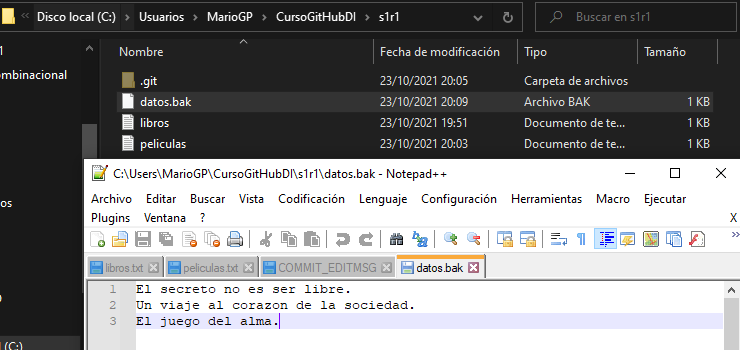 Disco local (C:) > Usuarios > MarioGP > CursoGitHubDI > s1r1
Buscar en s1r1
Nombre Fecha de modificación Tipo Tamaño
.git 23/10/2021 20:05 Carpeta de archivos
datos.bak 23/10/2021 20:09 Archivo BAK 1 KB
libros 23/10/2021 19:51 Documento de te... 1 KB
peliculas 23/10/2021 20:03 Documento de te... 1 KB
1
ombinacional
os
(C:)
C:\Users\MarioGP\CursoGitHubDI\s1r1\datos.bak - Notepad++
Archivo Editar Buscar Vista Codificación Lenguaje Configuración Herramientas Macro Ejecutar
Plugins Ventana ? X
libros.txt peliculas.txt COMMIT_EDITMSG datos.bak
1 El secreto no es ser libre.
2 Un viaje al corazon de la sociedad.
3 El juego del alma.